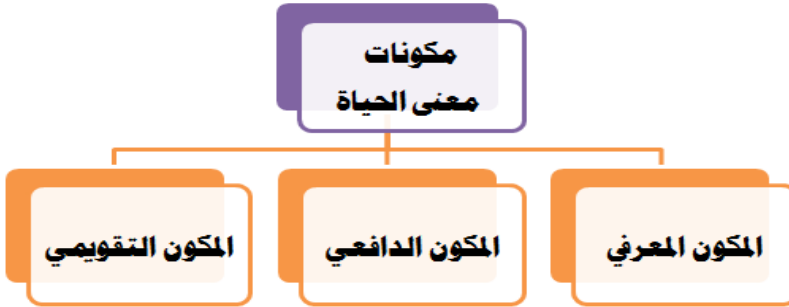 مكونات
معنى الحياة
المكون المعرفي
المكون الدافعي
المكون التقويمي